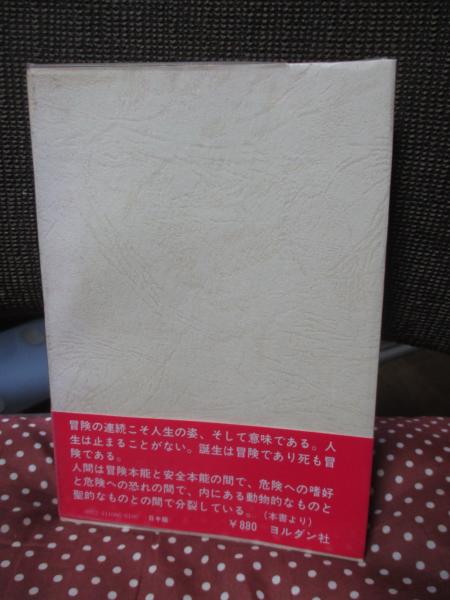 冒険の連続こそ人生の姿、そして意味である。人
生は止まることがない。誕生は冒険であり死も冒
険である。
人間は冒険本能と安全本能の間で、危険への嗜好
と危険への恐れの間で、内にある動物的なものと
聖的なものとの間で分裂している。(本書より)
日キ販 ¥880 ヨルダン社